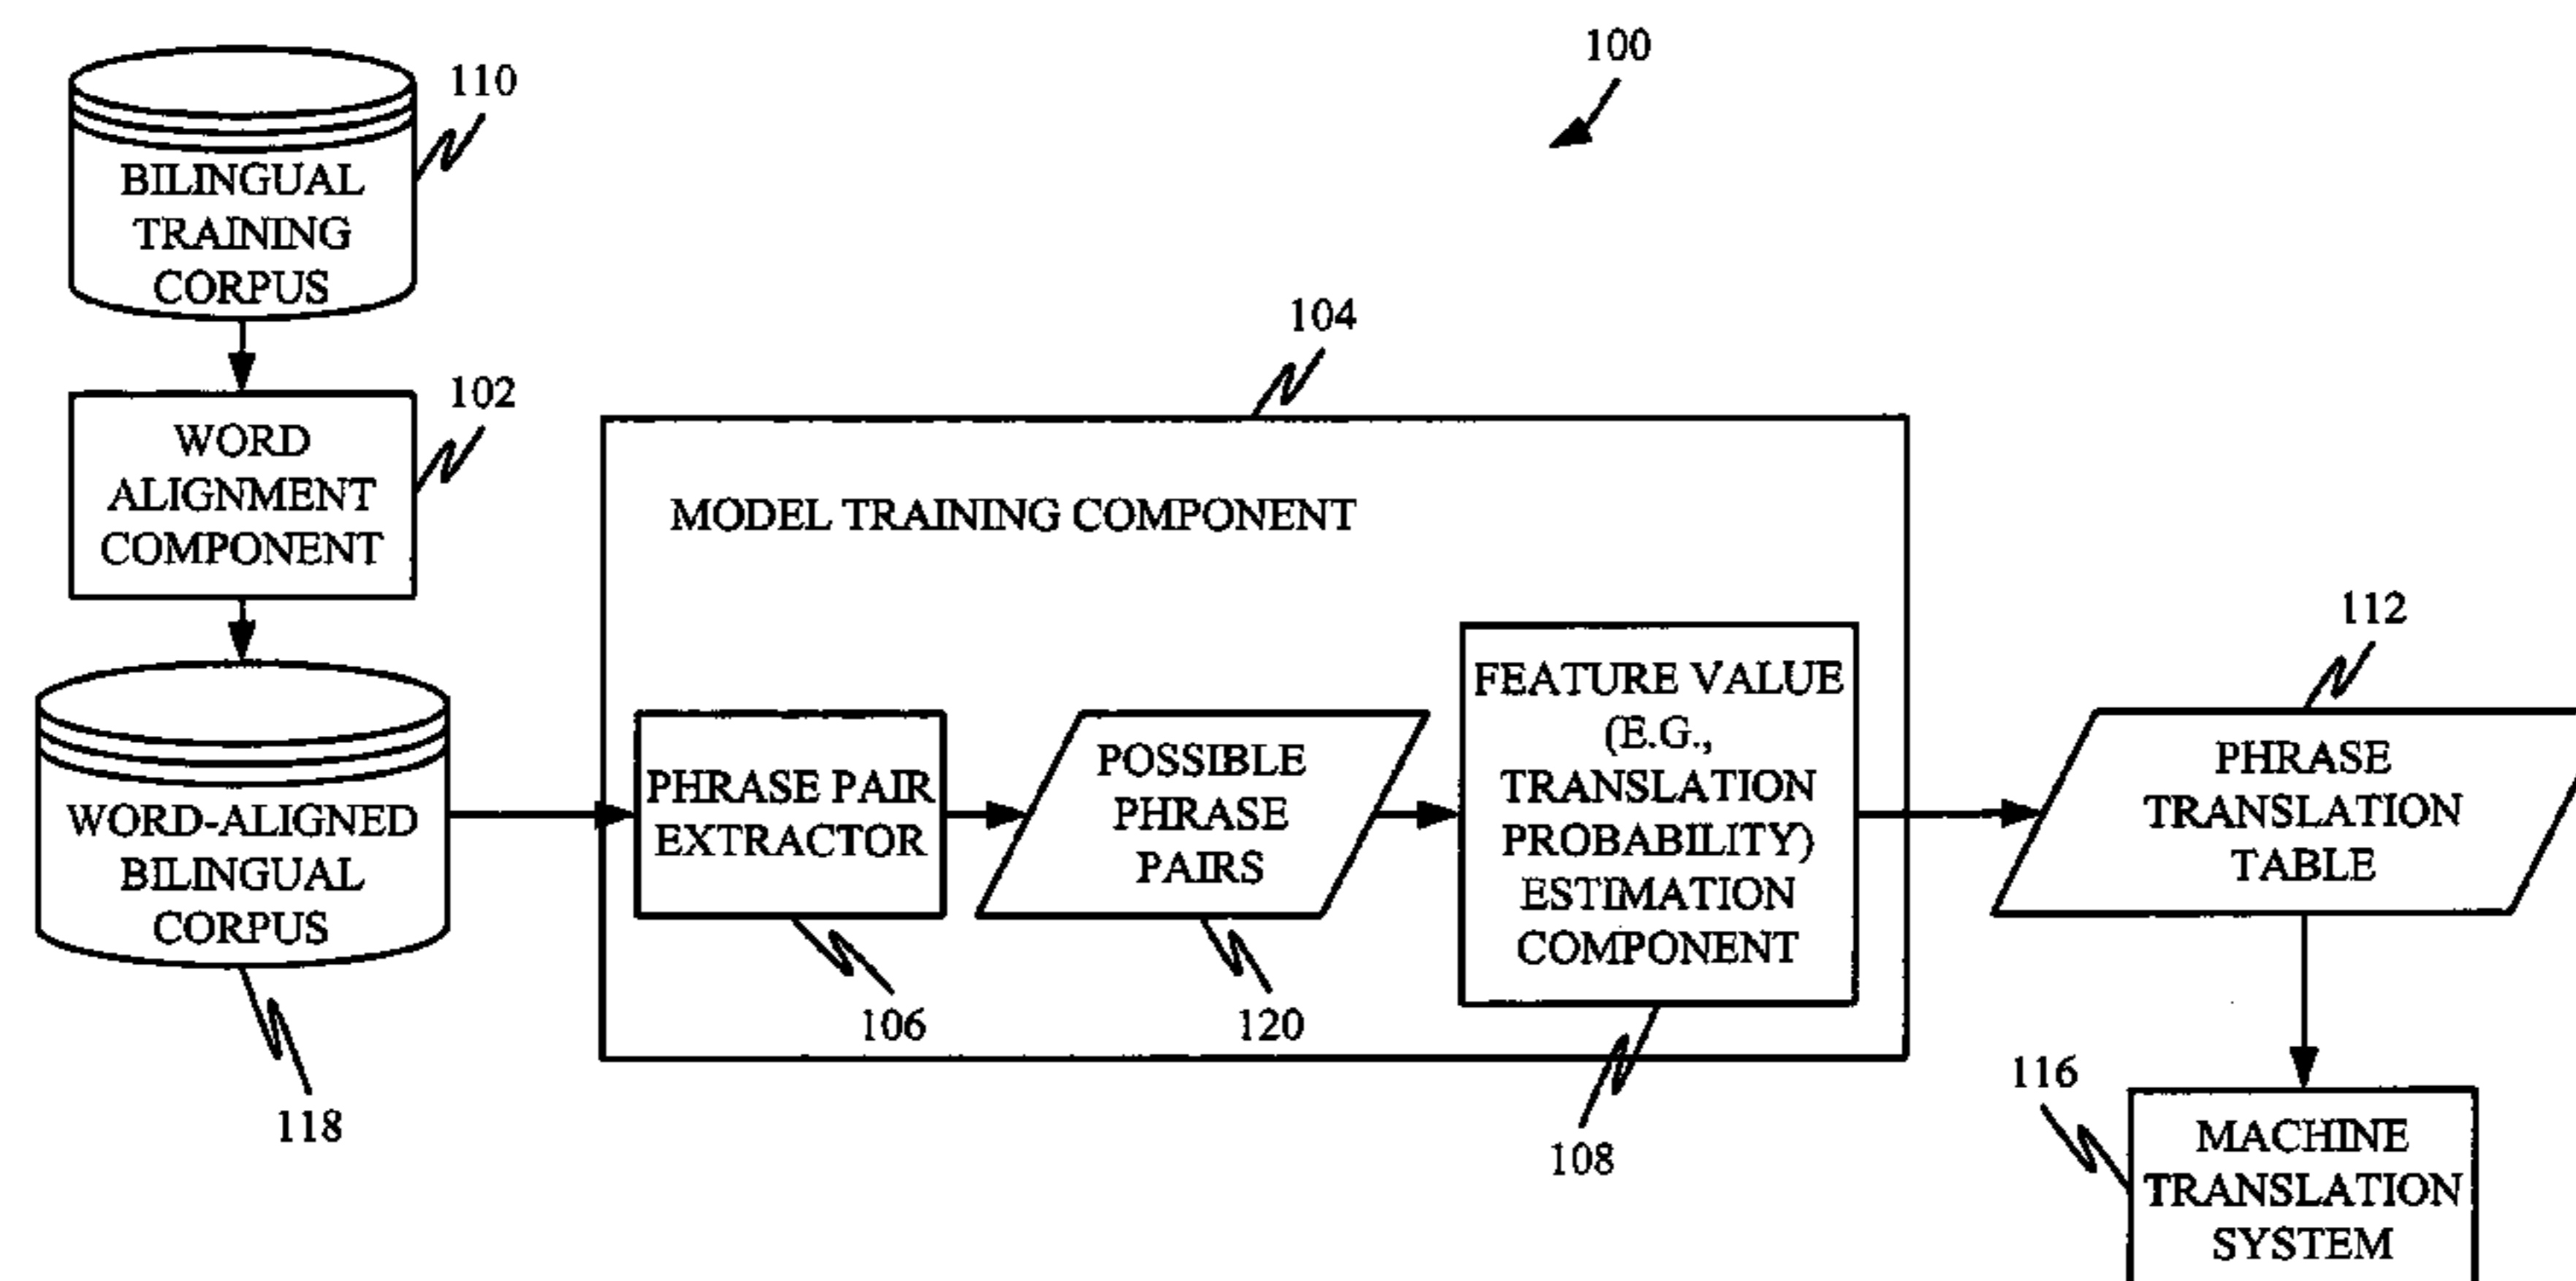 100
110
BILINGUAL
TRAINING
CORPUS
102
WORD
ALIGNMENT
COMPONENT
118
WORD-ALIGNED
BILINGUAL
CORPUS
104
MODEL TRAINING COMPONENT
PHRASE PAIR
EXTRACTOR
106
POSSIBLE
PHRASE
PAIRS
120
FEATURE VALUE
(E.G.,
TRANSLATION
PROBABILITY)
ESTIMATION
COMPONENT
108
112
PHRASE
TRANSLATION
TABLE
116
MACHINE
TRANSLATION
SYSTEM